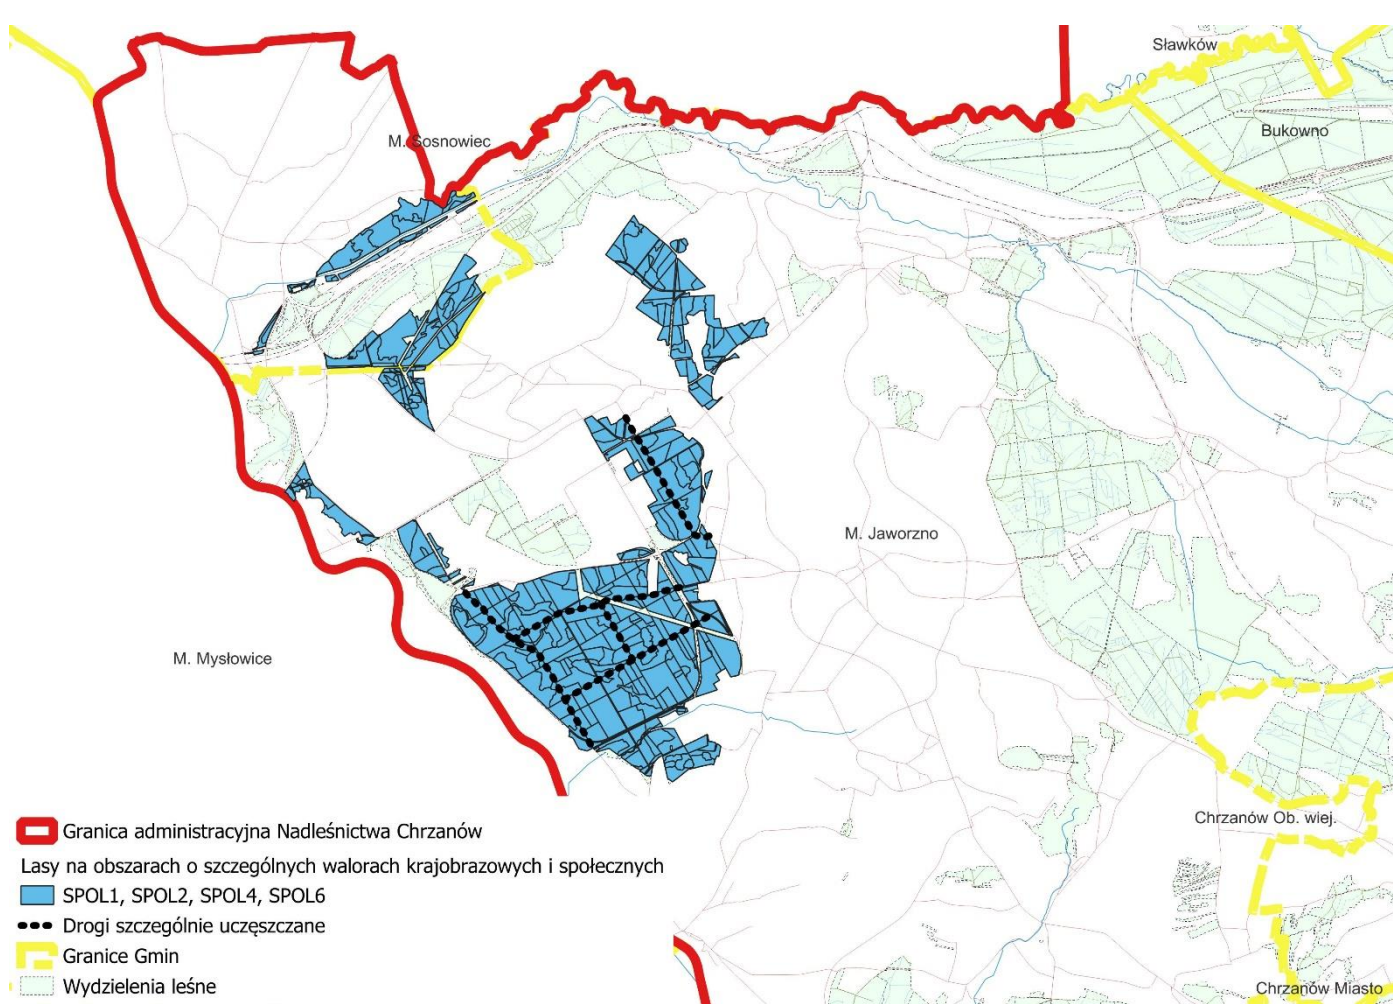 Sławków
Bukowno
M. Sosnowiec
M. Jaworzno
M. Mysłowice
Chrzanów Ob. wiej.
Chrzanów Miasto
Granica administracyjna Nadleśnictwa Chrzanów
Lasy na obszarach o szczególnych walorach krajobrazowych i społecznych
SPOL1, SPOL2, SPOL4, SPOL6
Drogi szczególnie uczęszczane
Granice Gmin
Wydzielenia leśne